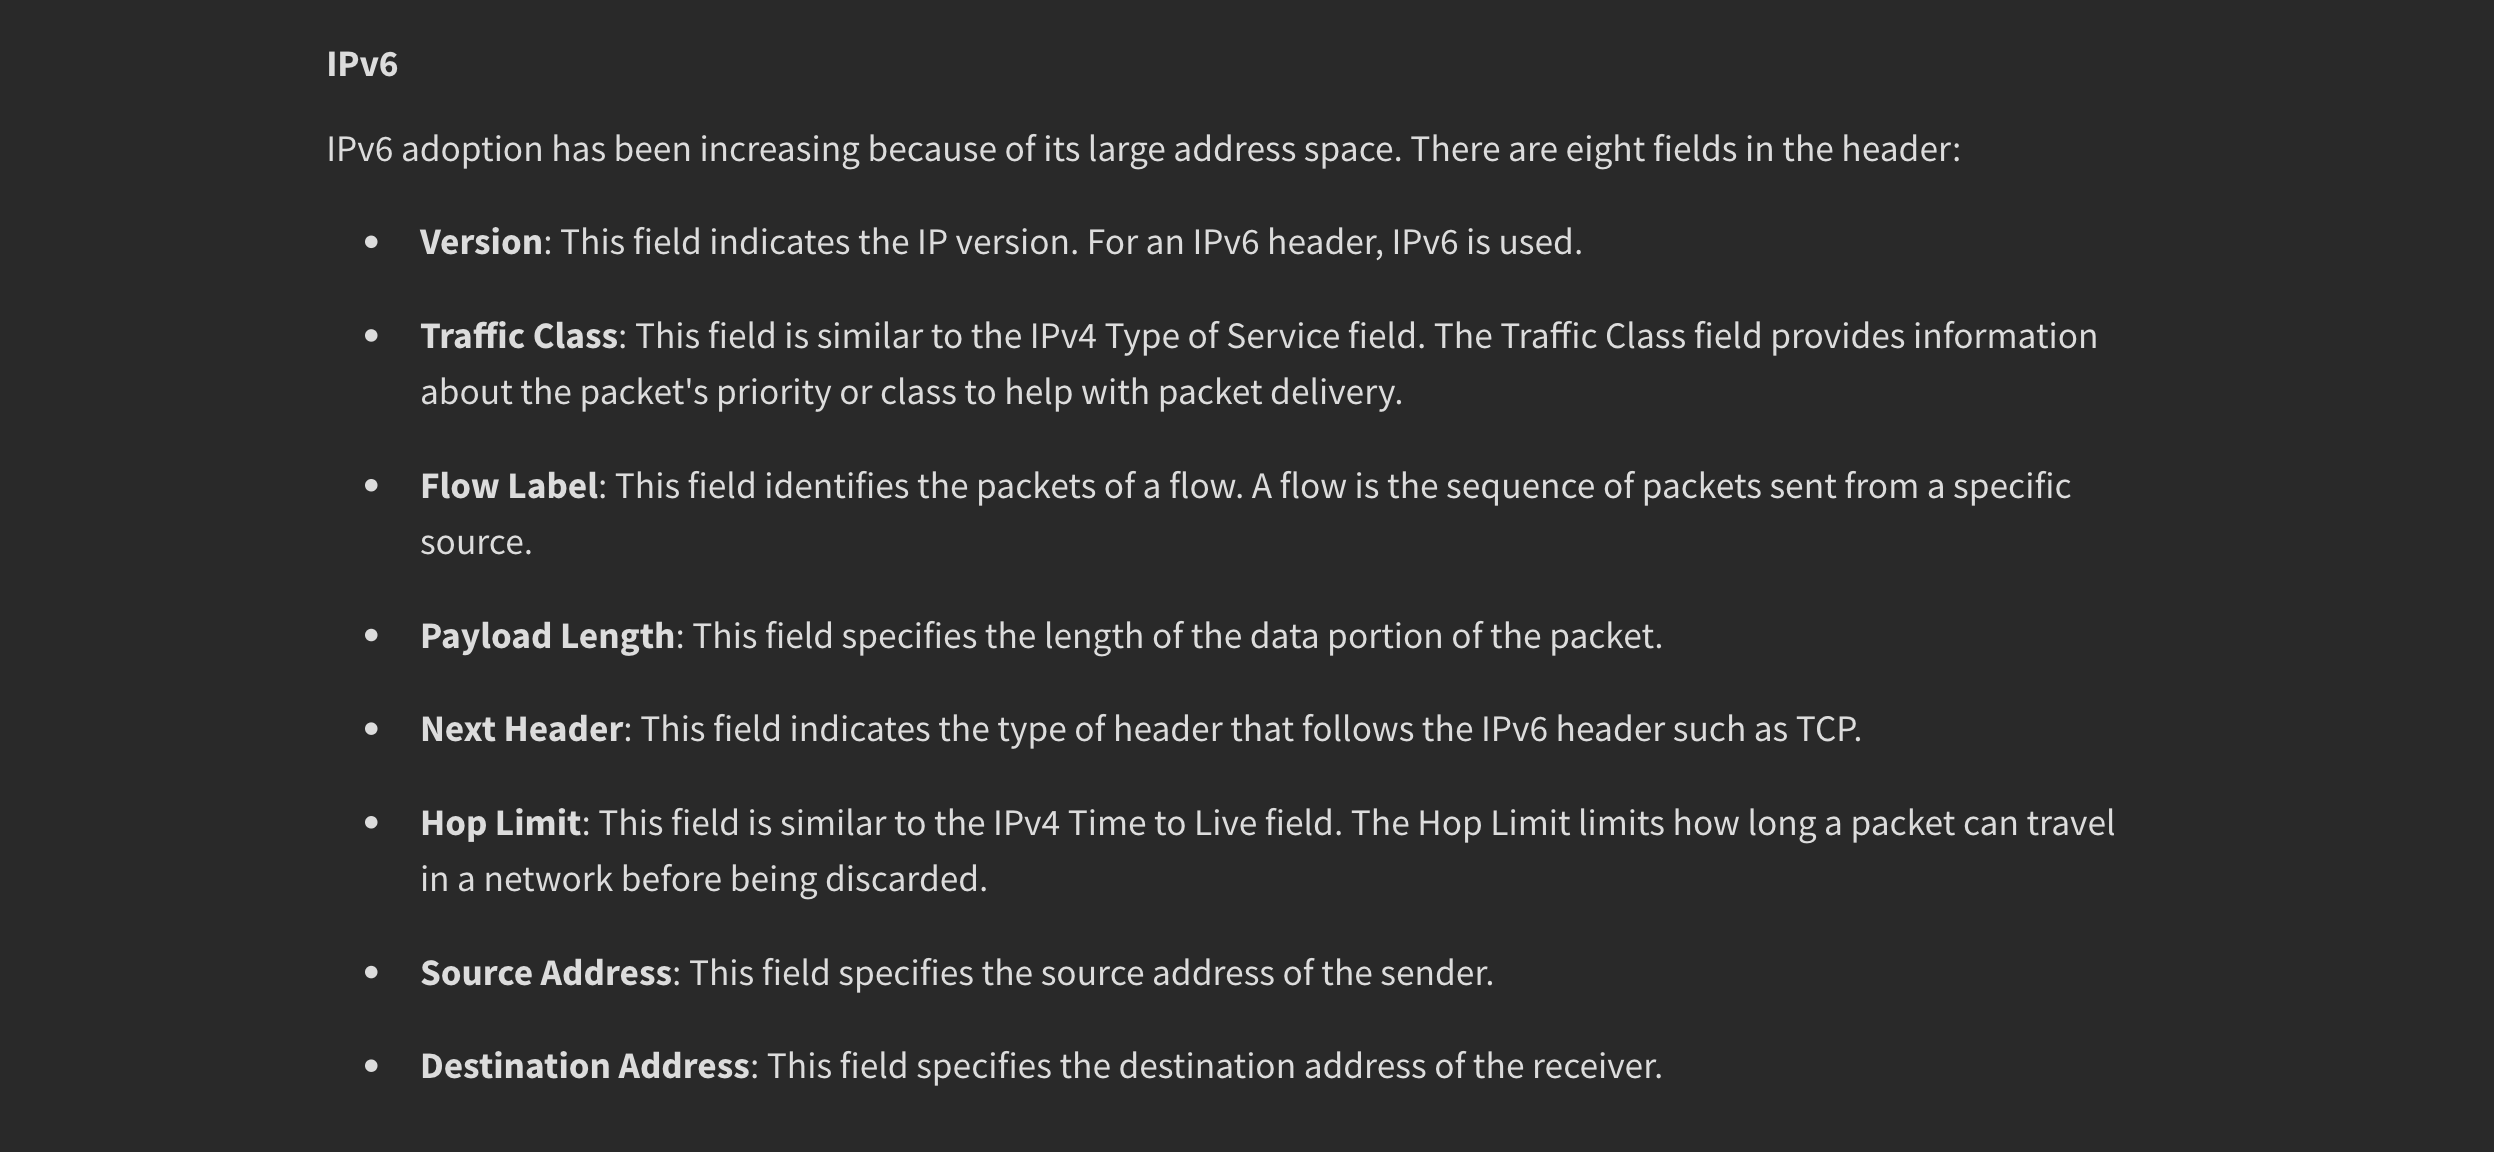 IPv6
IPv6 adoption has been increasing because of its large address space. There are eight fields in the header:
• Version: This field indicates the IP version. For an IPv6 header, IPv6 is used.
• Traffic Class: This field is similar to the IPv4 Type of Service field. The Traffic Class field provides information
about the packet's priority or class to help with packet delivery.
• Flow Label: This field identifies the packets of a flow. A flow is the sequence of packets sent from a specific
source.
• Payload Length: This field specifies the length of the data portion of the packet.
• Next Header: This field indicates the type of header that follows the IPv6 header such as TCP.
• Hop Limit: This field is similar to the IPv4 Time to Live field. The Hop Limit limits how long a packet can travel
in a network before being discarded.
• Source Address: This field specifies the source address of the sender.
• Destination Address: This field specifies the destination address of the receiver.